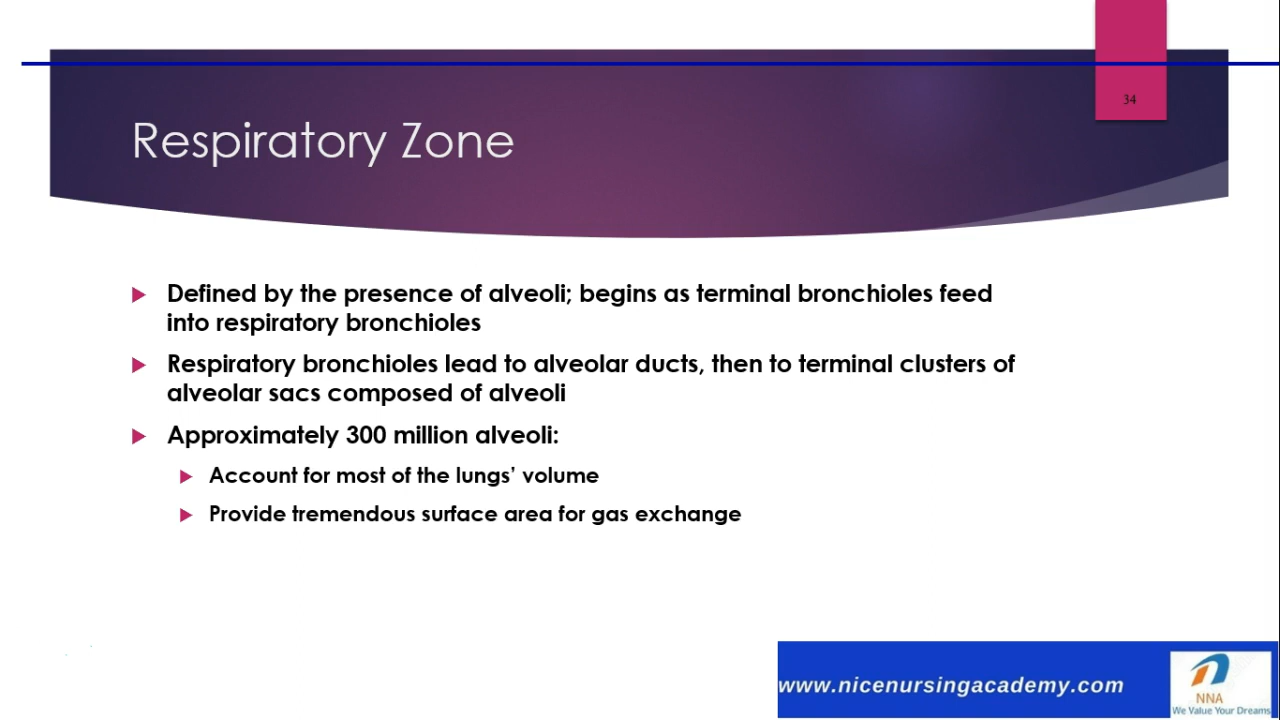 34
Respiratory Zone
Defined by the presence of alveoli; begins as terminal bronchioles feed
into respiratory bronchioles
Respiratory bronchioles lead to alveolar ducts, then to terminal clusters of
alveolar sacs composed of alveoli
Approximately 300 million alveoli:
Account for most of the lungs’ volume
Provide tremendous surface area for gas exchange
www.nicenursingacademy.com
NNA
We Value Your Dreams